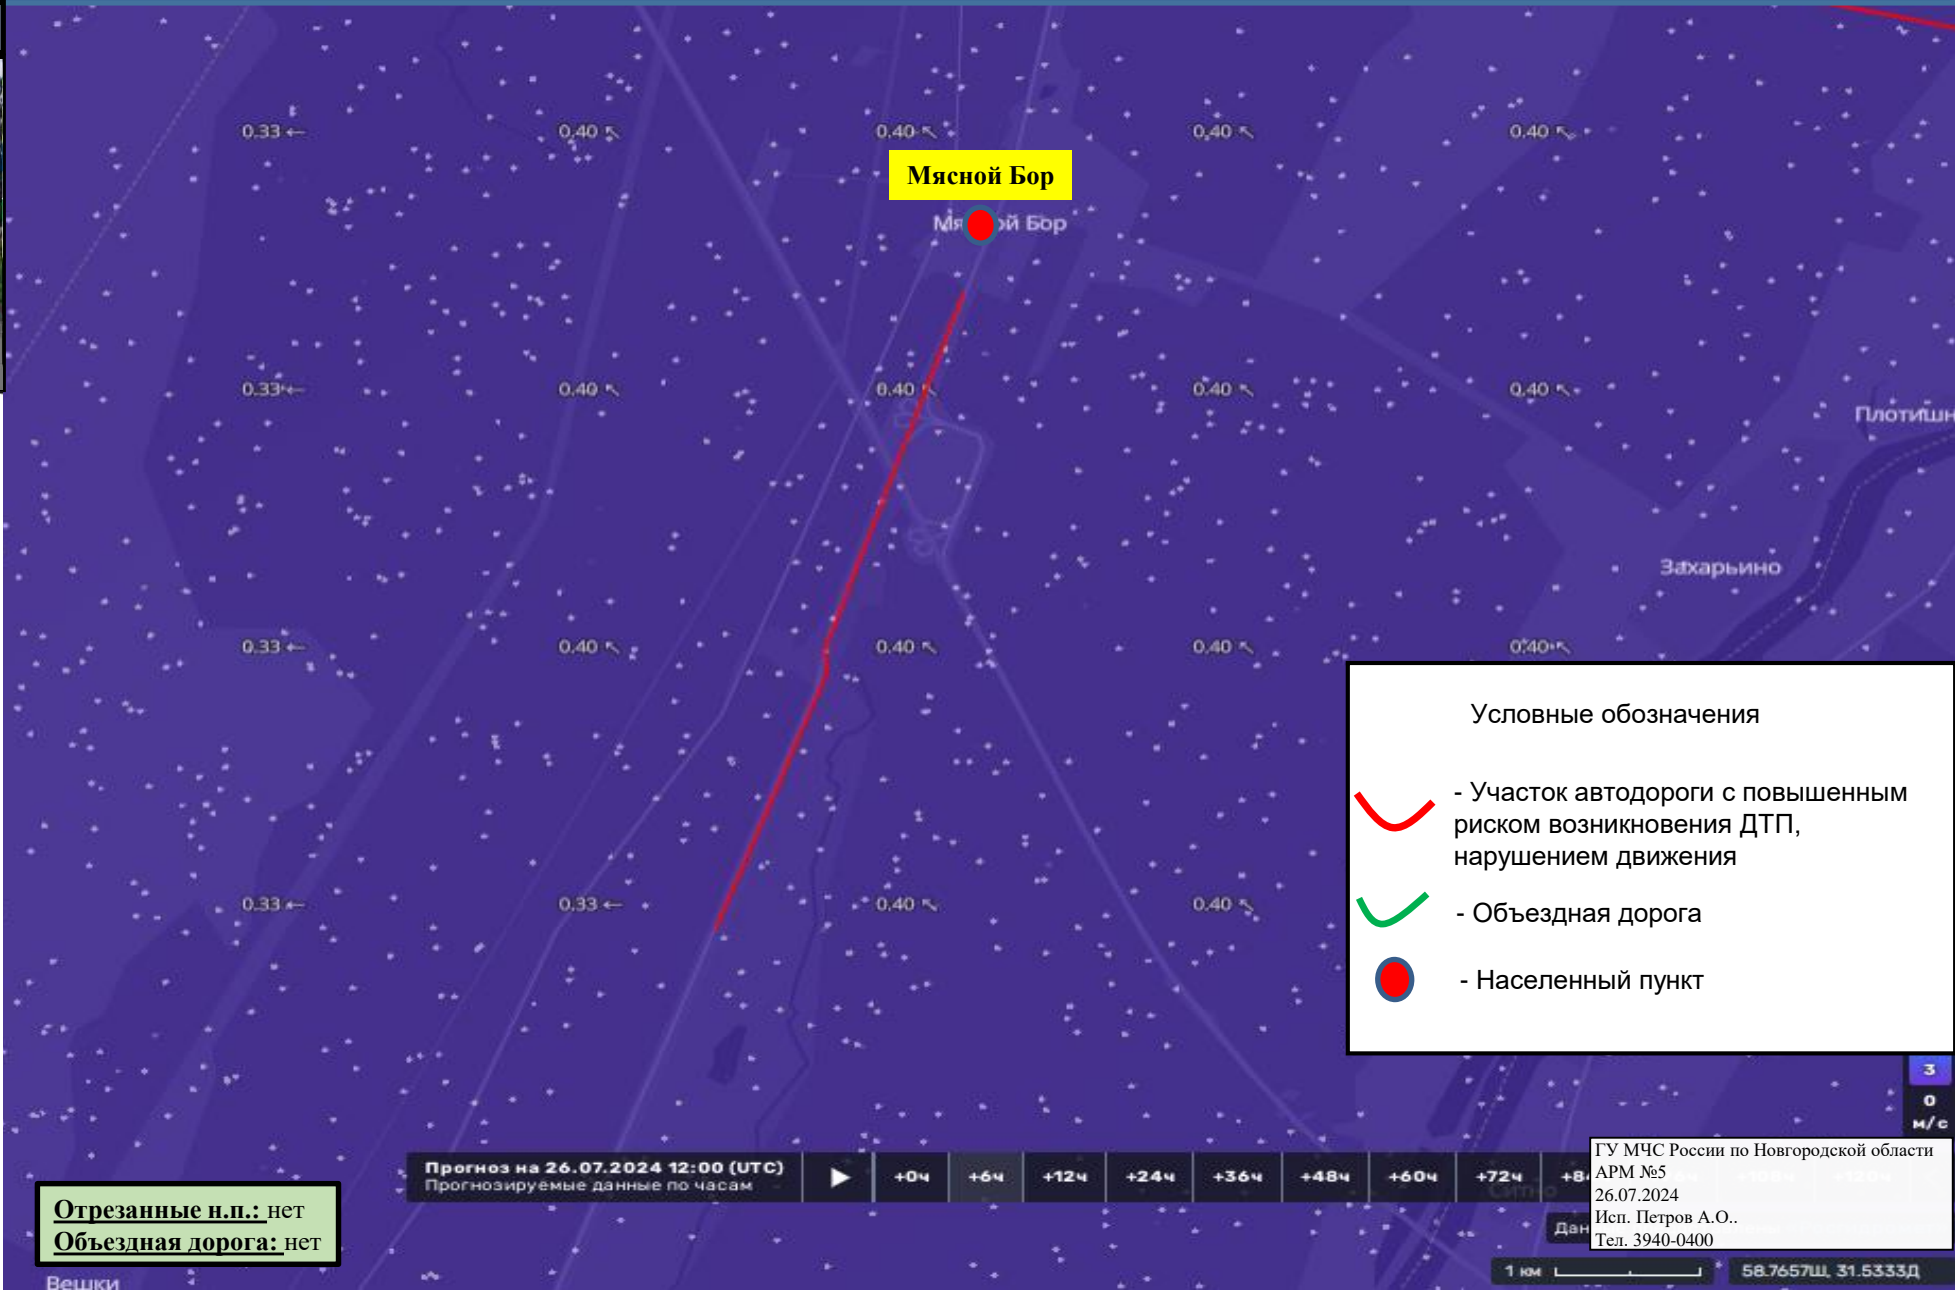 0.33 ←
0.40 ↖
0.40 ↖
0.40 ↖
0.40 ↖
Мясной Бор
0.33 ←
0.40 ↖
0.40 ↖
0.40 ↖
0.40 ↖
Плотишн
Захарьино
0.33 ←
0.40 ↖
0.40 ↖
0.40 ↖
0.40 ↖
Условные обозначения
- Участок автодороги с повышенным
риском возникновения ДТП,
нарушением движения
- Объездная дорога
- Населенный пункт
0.33 ←
0.33 ←
0.40 ↖
0.40 ↖
3
0
м/с
Прогноз на 26.07.2024 12:00 (UTC)
Прогнозируемые данные по часам
+0ч +6ч +12ч +24ч +36ч +48ч +60ч +72ч
ГУ МЧС России по Новгородской области
АРМ №5
26.07.2024
Исп. Петров А.О..
Тел. 3940-0400
Отрезанные н.п.: нет
Объездная дорога: нет
1 км
58.7657Ш, 31.5333Д
Вешки